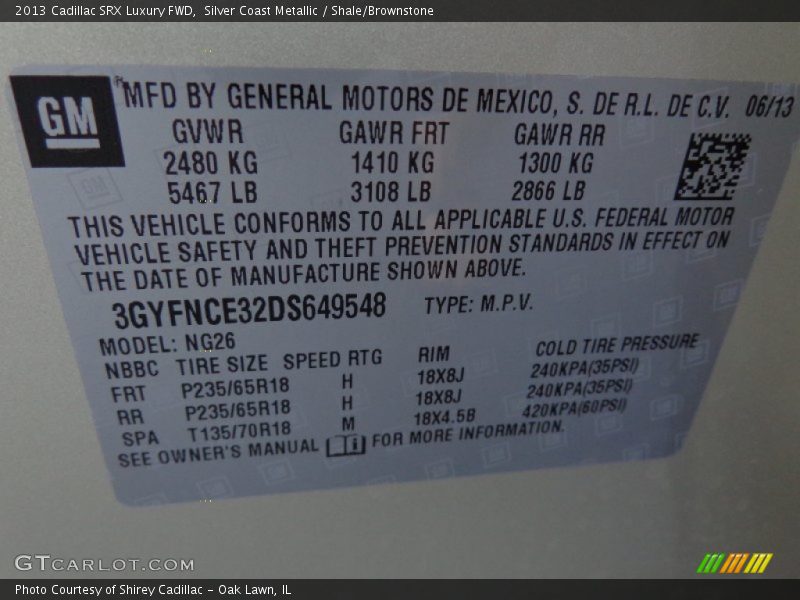 2013 Cadillac SRX Luxury FWD,  Silver Coast Metallic / Shale/Brownstone
GM
MFD BY GENERAL MOTORS DE MEXICO, S. DE R.L. DE C.V. 06/13
GVWR GAWR FRT GAWR RR
2480 KG 1410 KG 1300 KG
5467 LB 3108 LB 2866 LB
THIS VEHICLE CONFORMS TO ALL APPLICABLE U.S. FEDERAL MOTOR
VEHICLE SAFETY AND THEFT PREVENTION STANDARDS IN EFFECT ON
THE DATE OF MANUFACTURE SHOWN ABOVE.
3GYFNCE32DS649548 TYPE: M.P.V.
MODEL: NG26
NBBC TIRE SIZE SPEED RTG RIM COLD TIRE PRESSURE
FRT P235/65R18 H 18X8J 240KPA(35PSI)
RR P235/65R18 H 18X8J 240KPA(35PSI)
SPA T135/70R18 M 18X4.5B 420KPA(60PSI)
SEE OWNER'S MANUAL FOR MORE INFORMATION.
GTCARLOT.COM
Photo Courtesy of Shirey Cadillac - Oak Lawn, IL